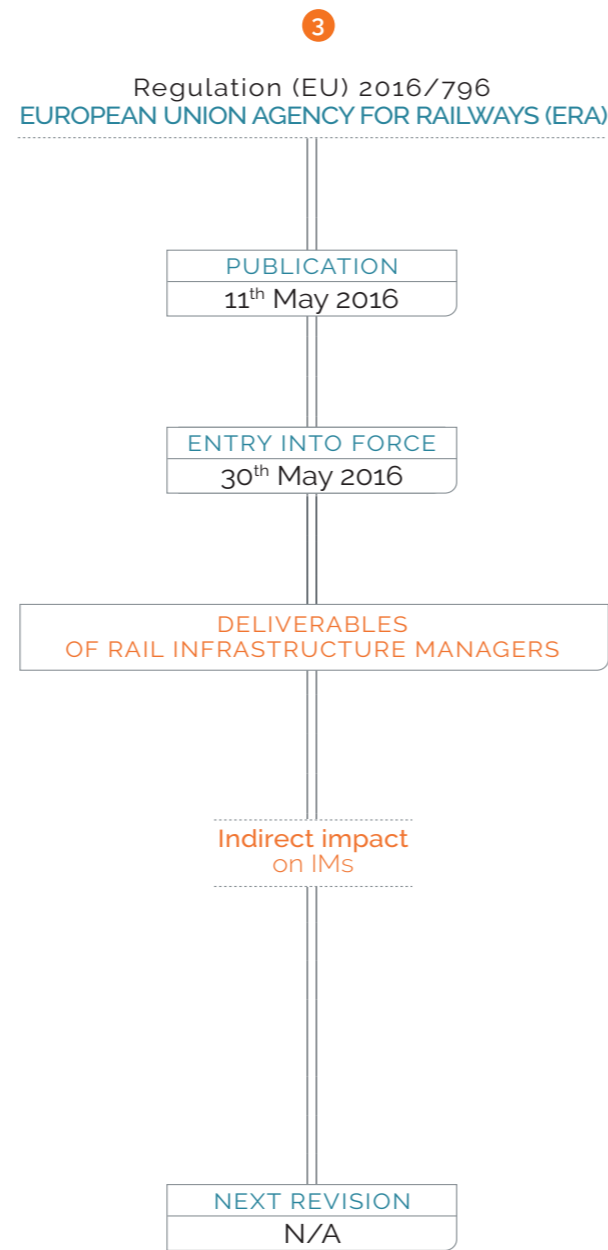 3
Regulation (EU) 2016/796
EUROPEAN UNION AGENCY FOR RAILWAYS (ERA)
PUBLICATION
11th May 2016
ENTRY INTO FORCE
30th May 2016
DELIVERABLES
OF RAIL INFRASTRUCTURE MANAGERS
Indirect impact
on IMs
NEXT REVISION
N/A